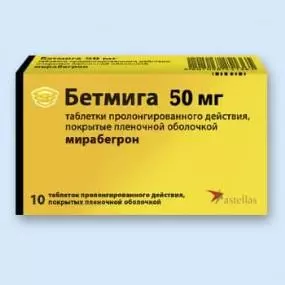 Бетмига 50 мг
таблетки пролонгированного действия,
покрытые пленочной оболочкой
мирабегрон
10 таблеток пролонгированного действия,
покрытых пленочной оболочкой
astellas